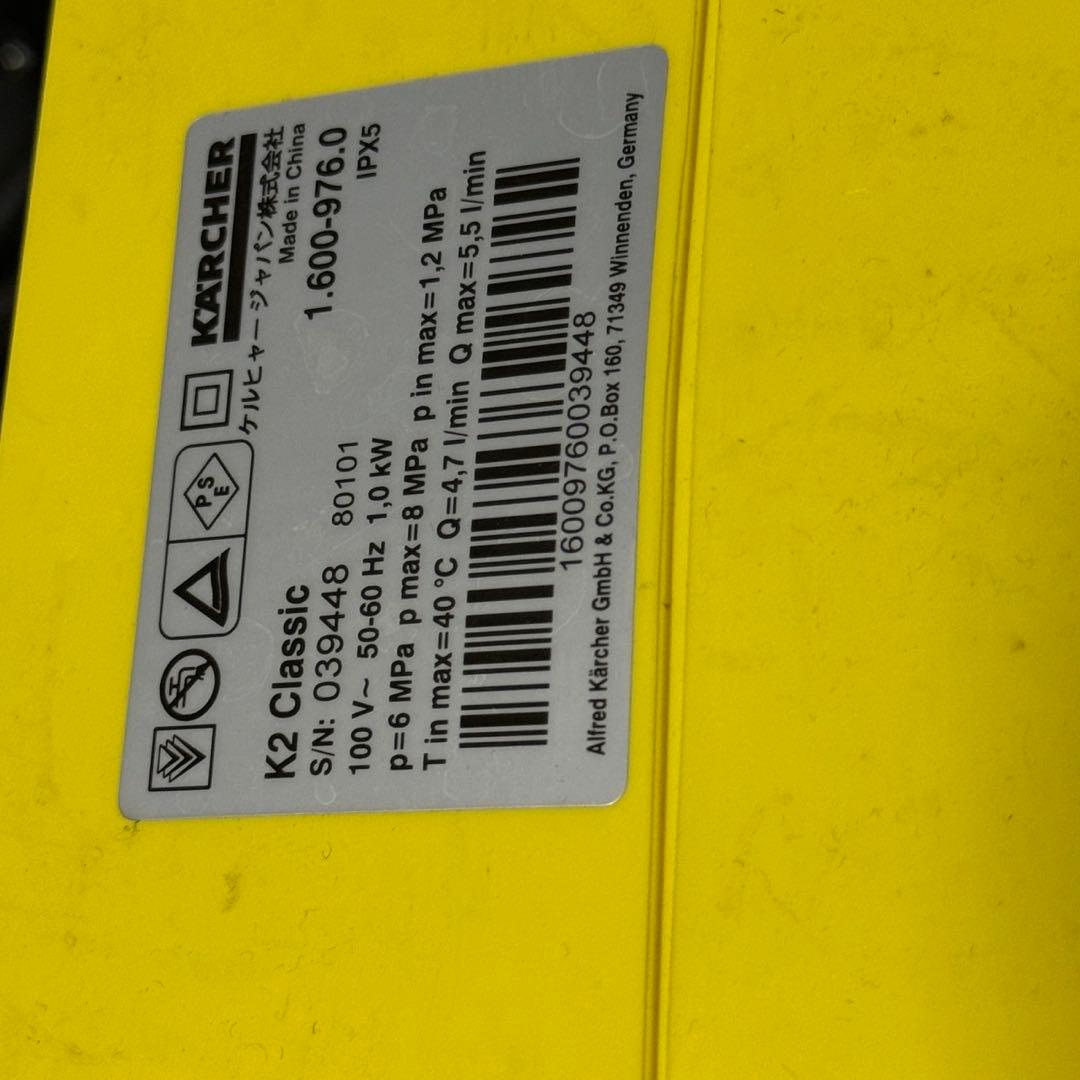 KÄRCHER
ケルヒャー ジャパン株式会社
Made in China
PSE
K2 Classic 1.600-976.0
S/N: 039448 80101 IPX5
100 V~ 50-60 Hz 1,0 kW
p=6 MPa p max=8 MPa p in max=1,2 MPa
T in max=40 °C Q=4,7 l/min Q max=5,5 l/min
1600976003​9448
Alfred Kärcher GmbH & Co.KG, P.O.Box 160, 71349 Winnenden, Germany